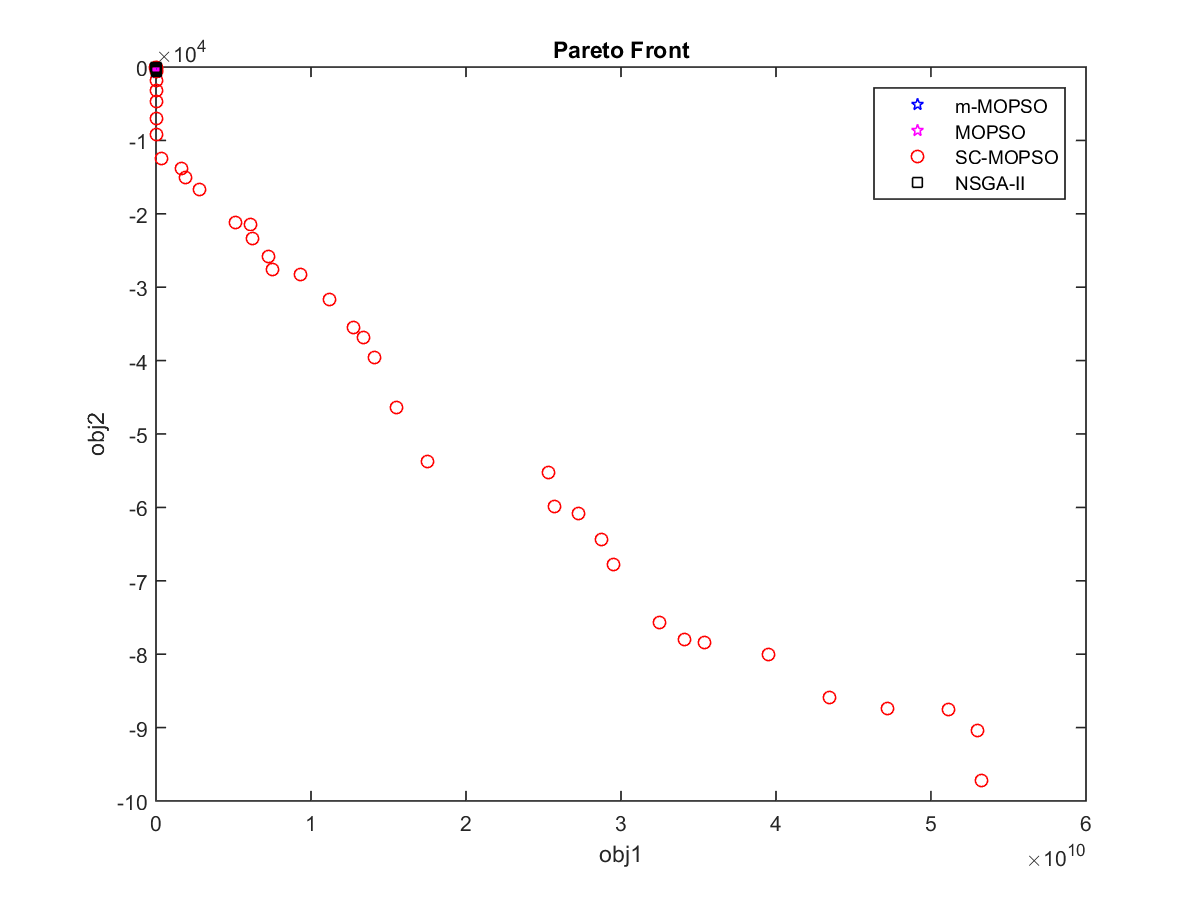 Pareto Front
×10^4
0
-1
-2
-3
-4
-5
-6
-7
-8
-9
-10
obj2
m-MOPSO
MOPSO
SC-MOPSO
NSGA-II
0 1 2 3 4 5 6
obj1
×10^10